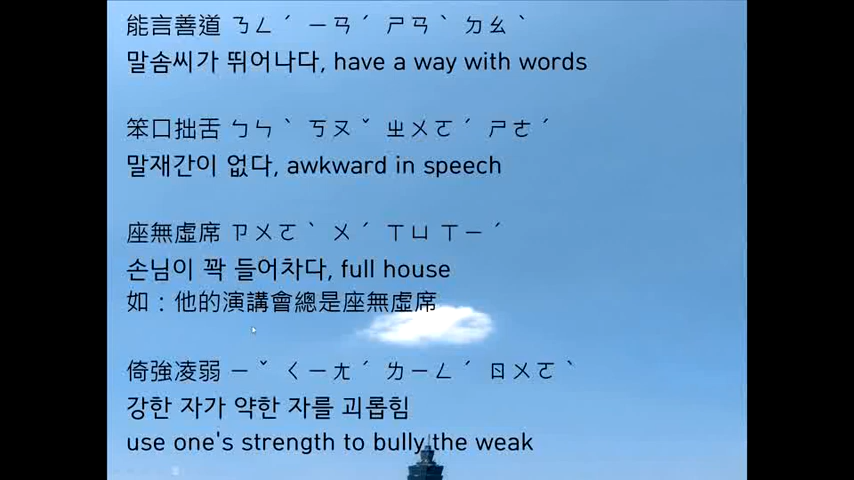 能言善道 ㄋㄥˊ ㄧㄢˊ ㄕㄢˋ ㄉㄠˋ
말솜씨가 뛰어나다, have a way with words
笨口拙舌 ㄅㄣˋ ㄎㄡˇ ㄓㄨㄛˊ ㄕㄜˊ
말재간이 없다, awkward in speech
座無虛席 ㄗㄨㄛˋ ㄨˊ ㄒㄩ ㄒㄧˊ
손님이 꽉 들어차다, full house
如：他的演講會總是座無虛席
倚強凌弱 ㄧˇ ㄑㄧㄤˊ ㄌㄧㄥˊ ㄖㄨㄛˋ
강한 자가 약한 자를 괴롭힘
use one's strength to bully the weak